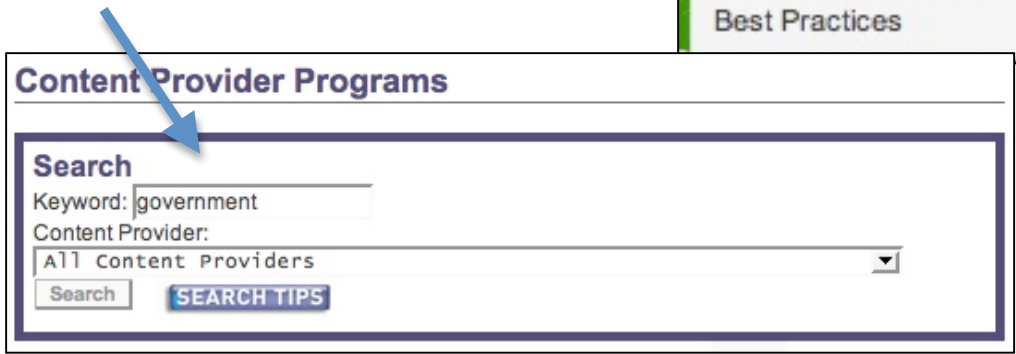 Best Practices
Content Provider Programs
Search
Keyword: government
Content Provider:
All Content Providers
Search SEARCH TIPS